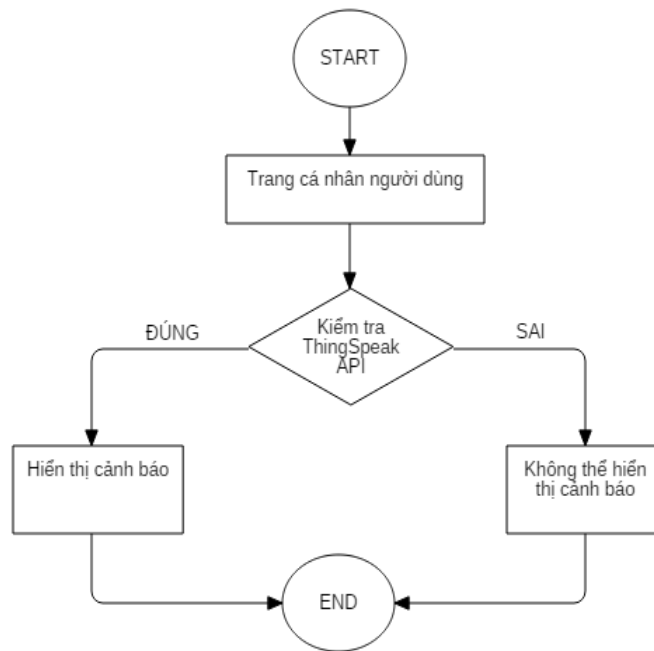 START
Trang cá nhân người dùng
Kiểm tra
ThingSpeak
API
ĐÚNG
SAI
Hiển thị cảnh báo
Không thể hiển
thị cảnh báo
END